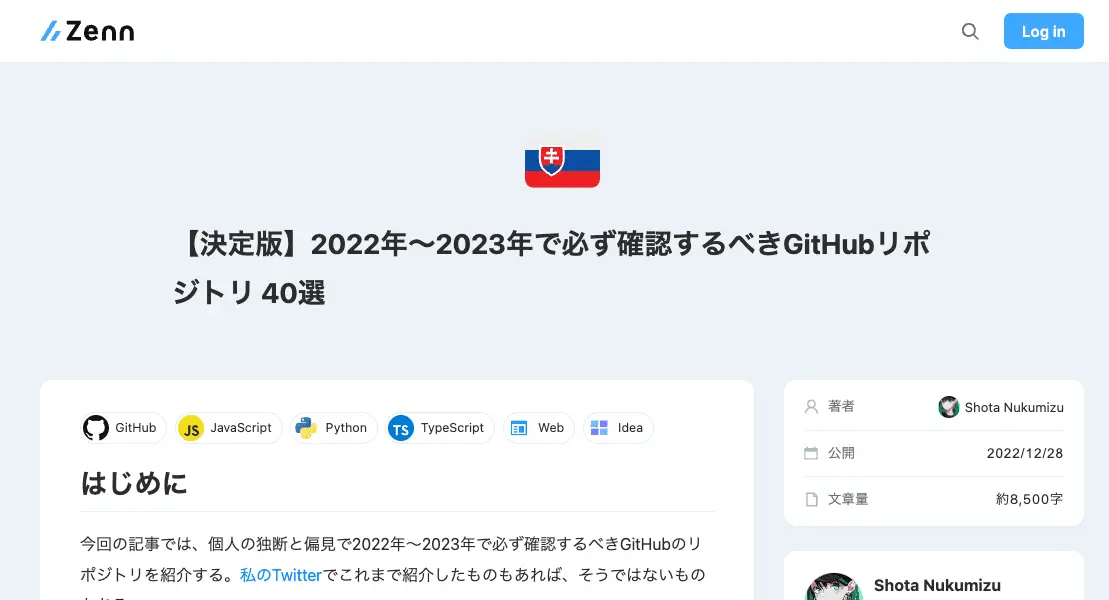 Zenn
Log in
【決定版】2022年〜2023年で必ず確認するべきGitHubリポ
ジトリ 40選
GitHub
JS JavaScript
Python
TS TypeScript
Web
Idea
はじめに
今回の記事では、個人の独断と偏見で2022年〜2023年で必ず確認するべきGitHubのリ
ポジトリを紹介する。私のTwitterでこれまで紹介したものもあれば、そうではないもの
著者 Shota Nukumizu
公開 2022/12/28
文章量 約8,500字
Shota Nukumizu